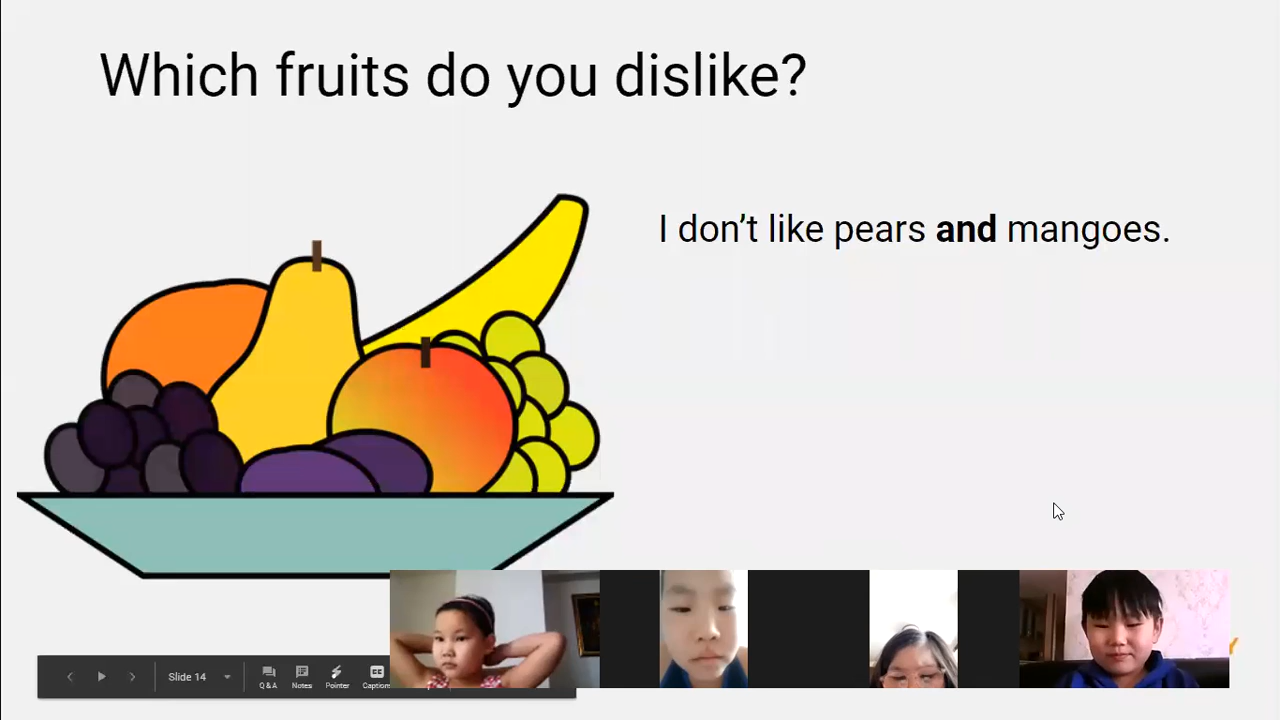 Which fruits do you dislike?
I don’t like pears and mangoes.
Slide 14
Q&A
Notes
Pointer
Captions